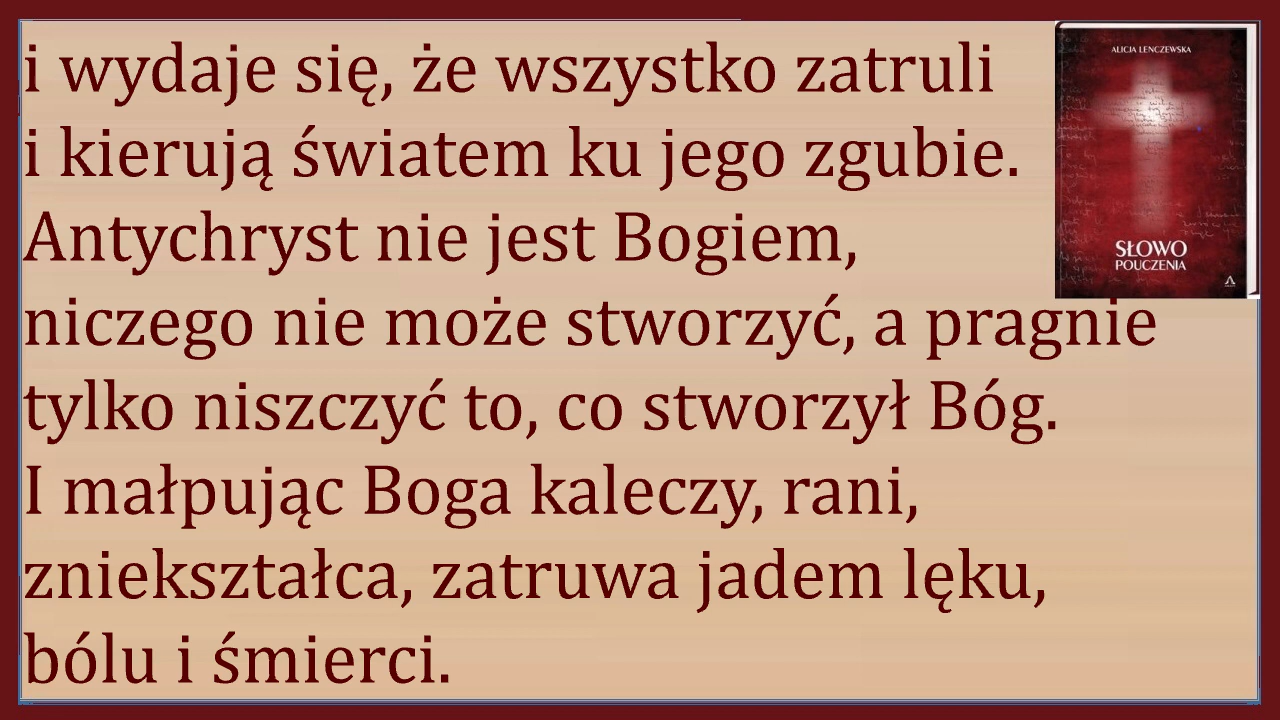 i wydaje się, że wszystko zatruli
i kierują światem ku jego zgubie.
Antychryst nie jest Bogiem,
niczego nie może stworzyć, a pragnie
tylko niszczyć to, co stworzył Bóg.
I małpując Boga kaleczy, rani,
zniekształca, zatruwa jadem lęku,
bólu i śmierci.
ALICJA LENCZEWSKA
SŁOWO
POUCZENIA